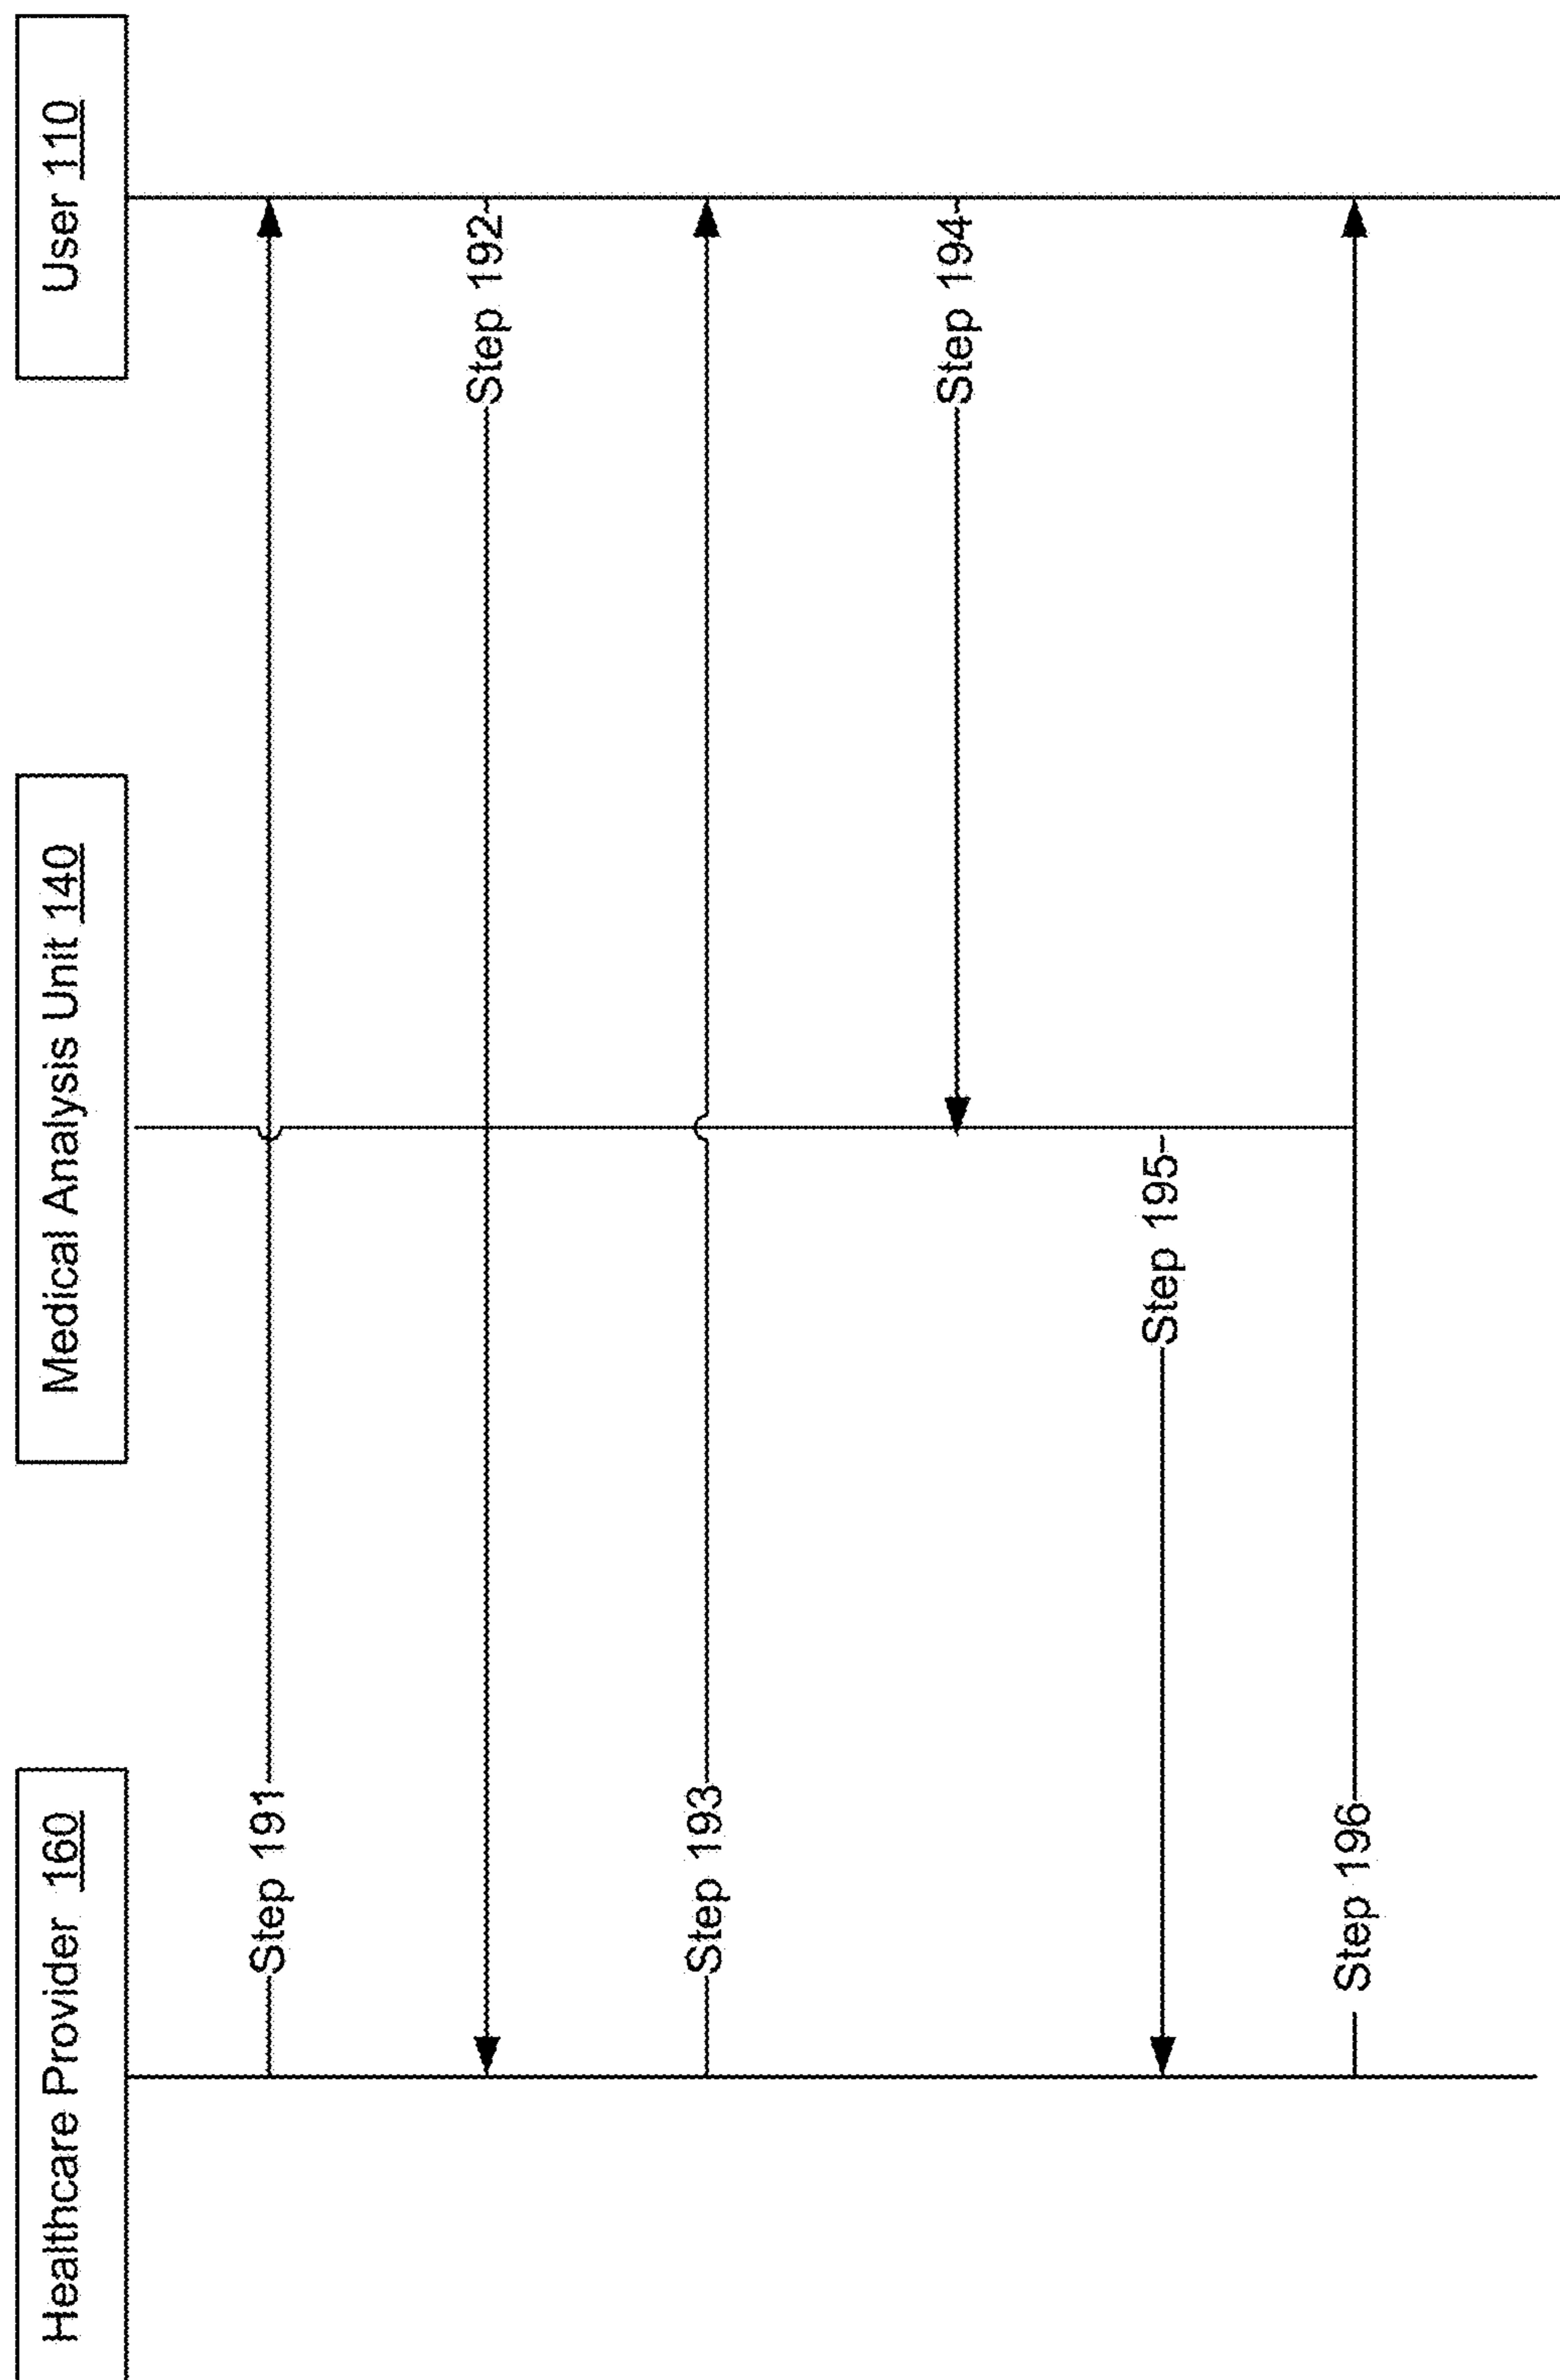 Healthcare Provider 160
Medical Analysis Unit 140
User 110
Step 191
Step 192
Step 193
Step 194
Step 195
Step 196